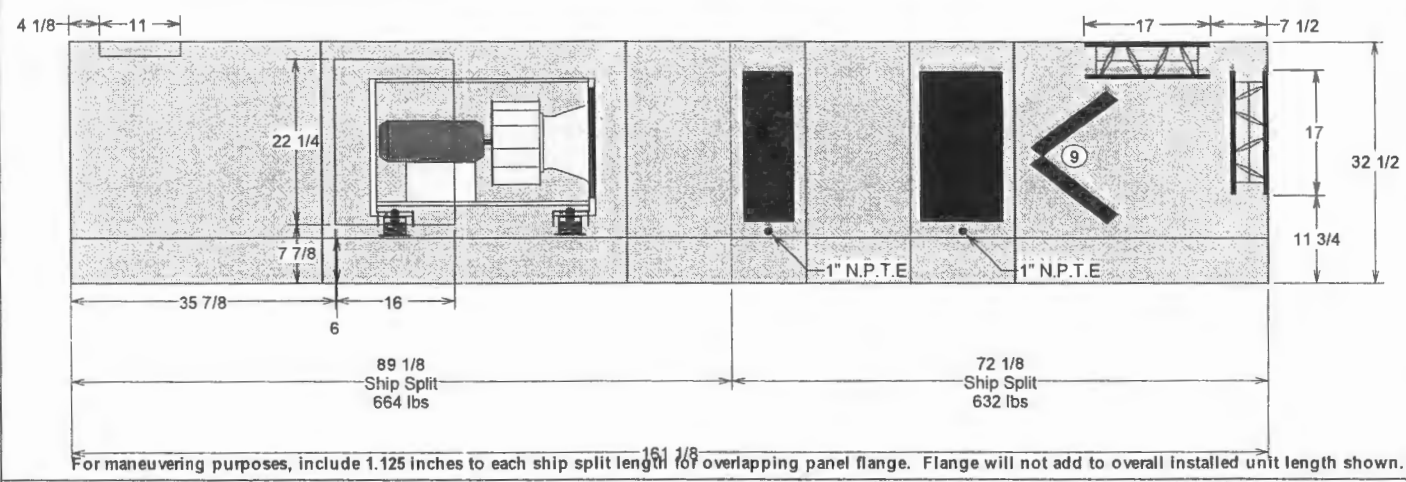 4 1/8
11
17
7 1/2
22 1/4
17
32 1/2
9
7 7/8
11 3/4
1" N.P.T.E
1" N.P.T.E
35 7/8
16
6
89 1/8
Ship Split
664 lbs
72 1/8
Ship Split
632 lbs
161 1/8
For maneuvering purposes, include 1.125 inches to each ship split length for overlapping panel flange. Flange will not add to overall installed unit length shown.